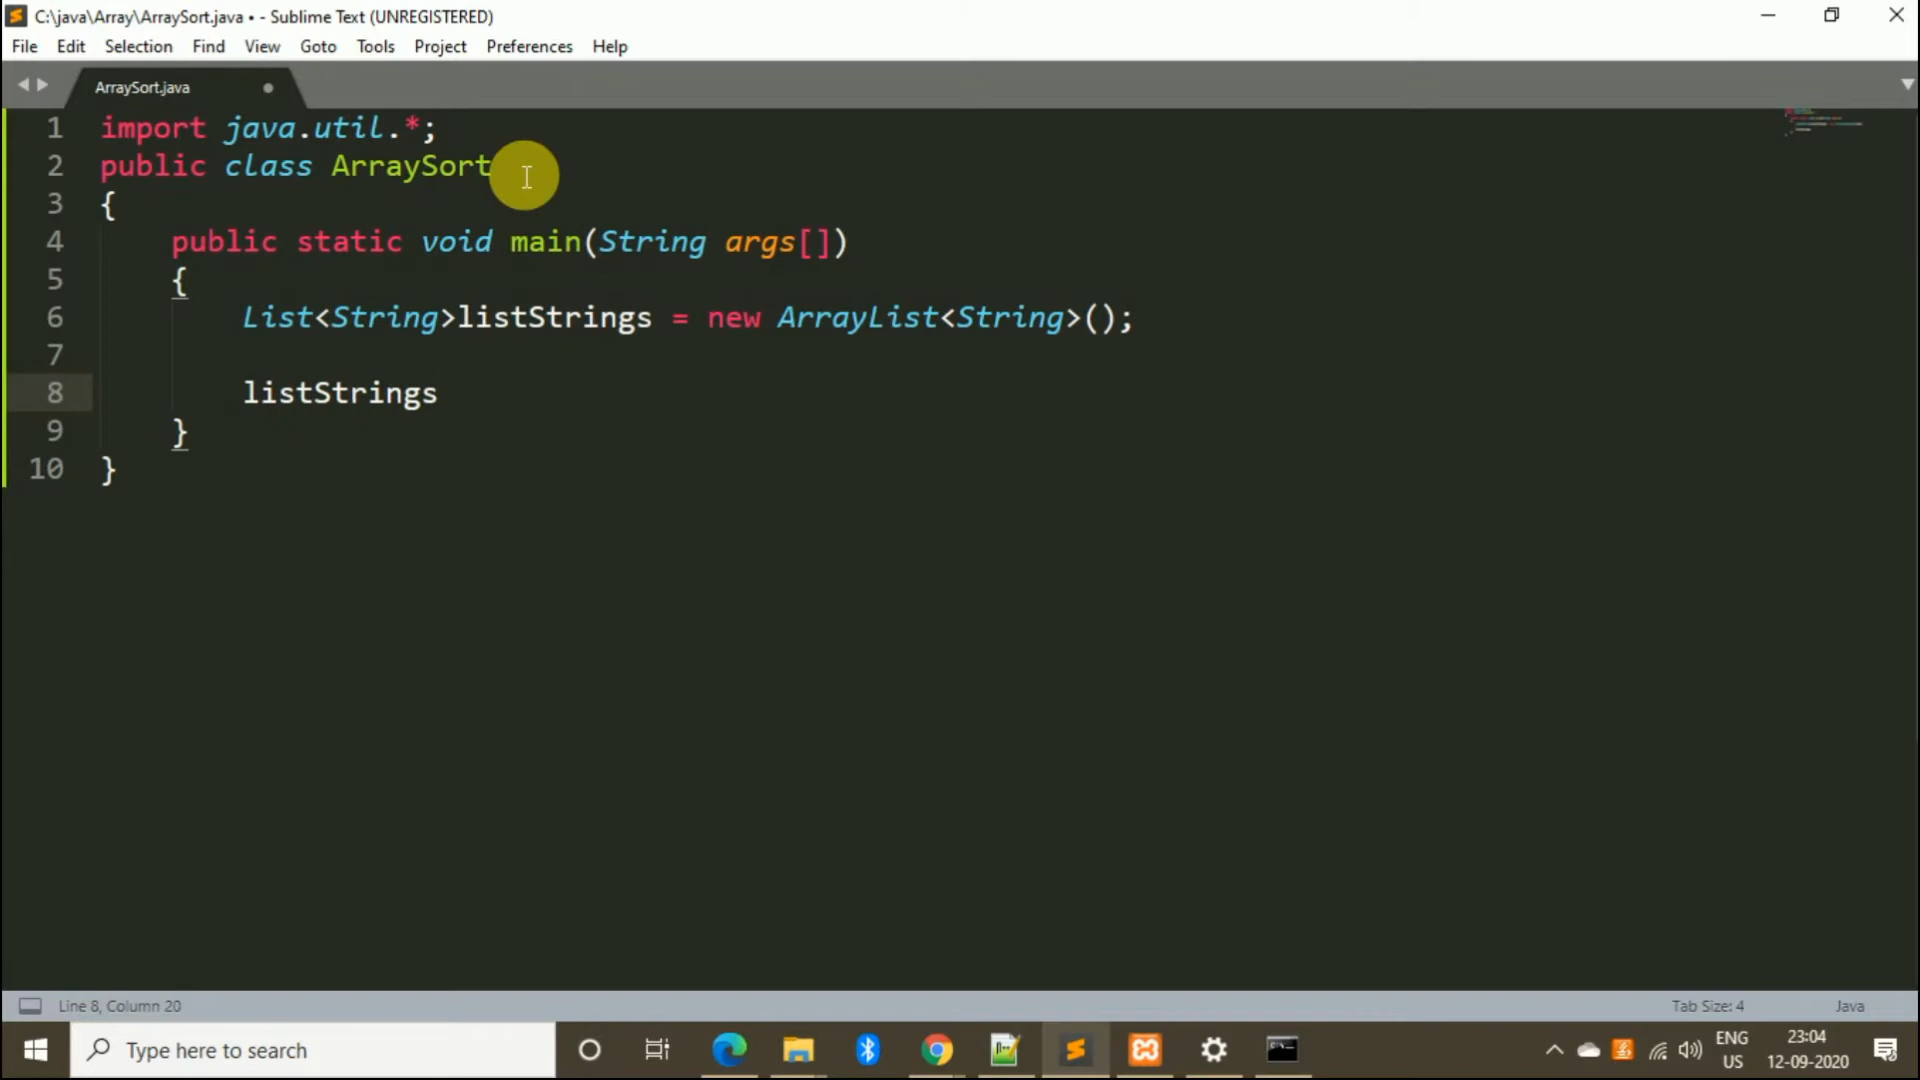 C:\java\Array\ArraySort.java • - Sublime Text (UNREGISTERED)
File Edit Selection Find View Goto Tools Project Preferences Help
ArraySort.java
1 import java.util.*;
2 public class ArraySort
3 {
4 public static void main(String args[])
5 {
6 List<String>listStrings = new ArrayList<String>();
7
8 listStrings
9 }
10 }
Line 8, Column 20 Tab Size: 4 Java
Type here to search
ENG 23:04
US 12-09-2020